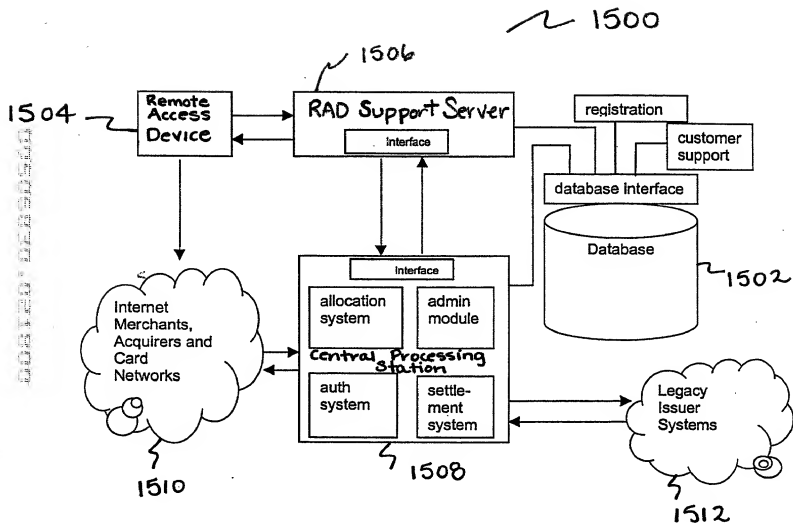 1500
1506
1504
Remote
Access
Device
RAD Support Server
Interface
registration
customer
support
database interface
Database
1502
Interface
allocation
system
admin
module
Central Processing
Station
auth
system
settle-
ment
system
1508
Internet
Merchants,
Acquirers and
Card
Networks
1510
Legacy
Issuer
Systems
1512